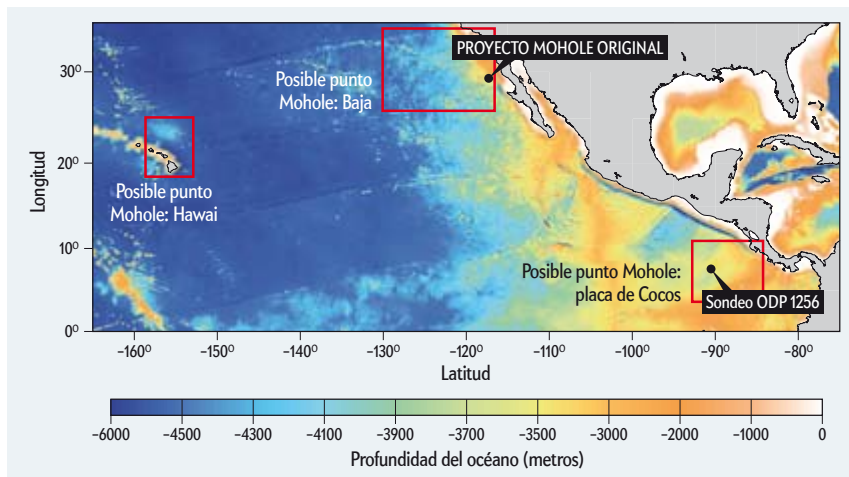 PROYECTO MOHOLE ORIGINAL
Posible punto
Mohole: Baja
Posible punto
Mohole: Hawai
Posible punto Mohole:
placa de Cocos
Sondeo ODP 1256
Longitud
30º
20º
10º
0º
−160º −150º −140º −130º −120º −110º −100º −90º −80º
Latitud
−6000 −4500 −4300 −4100 −3900 −3700 −3500 −3000 −2000 −1000 0
Profundidad del océano (metros)